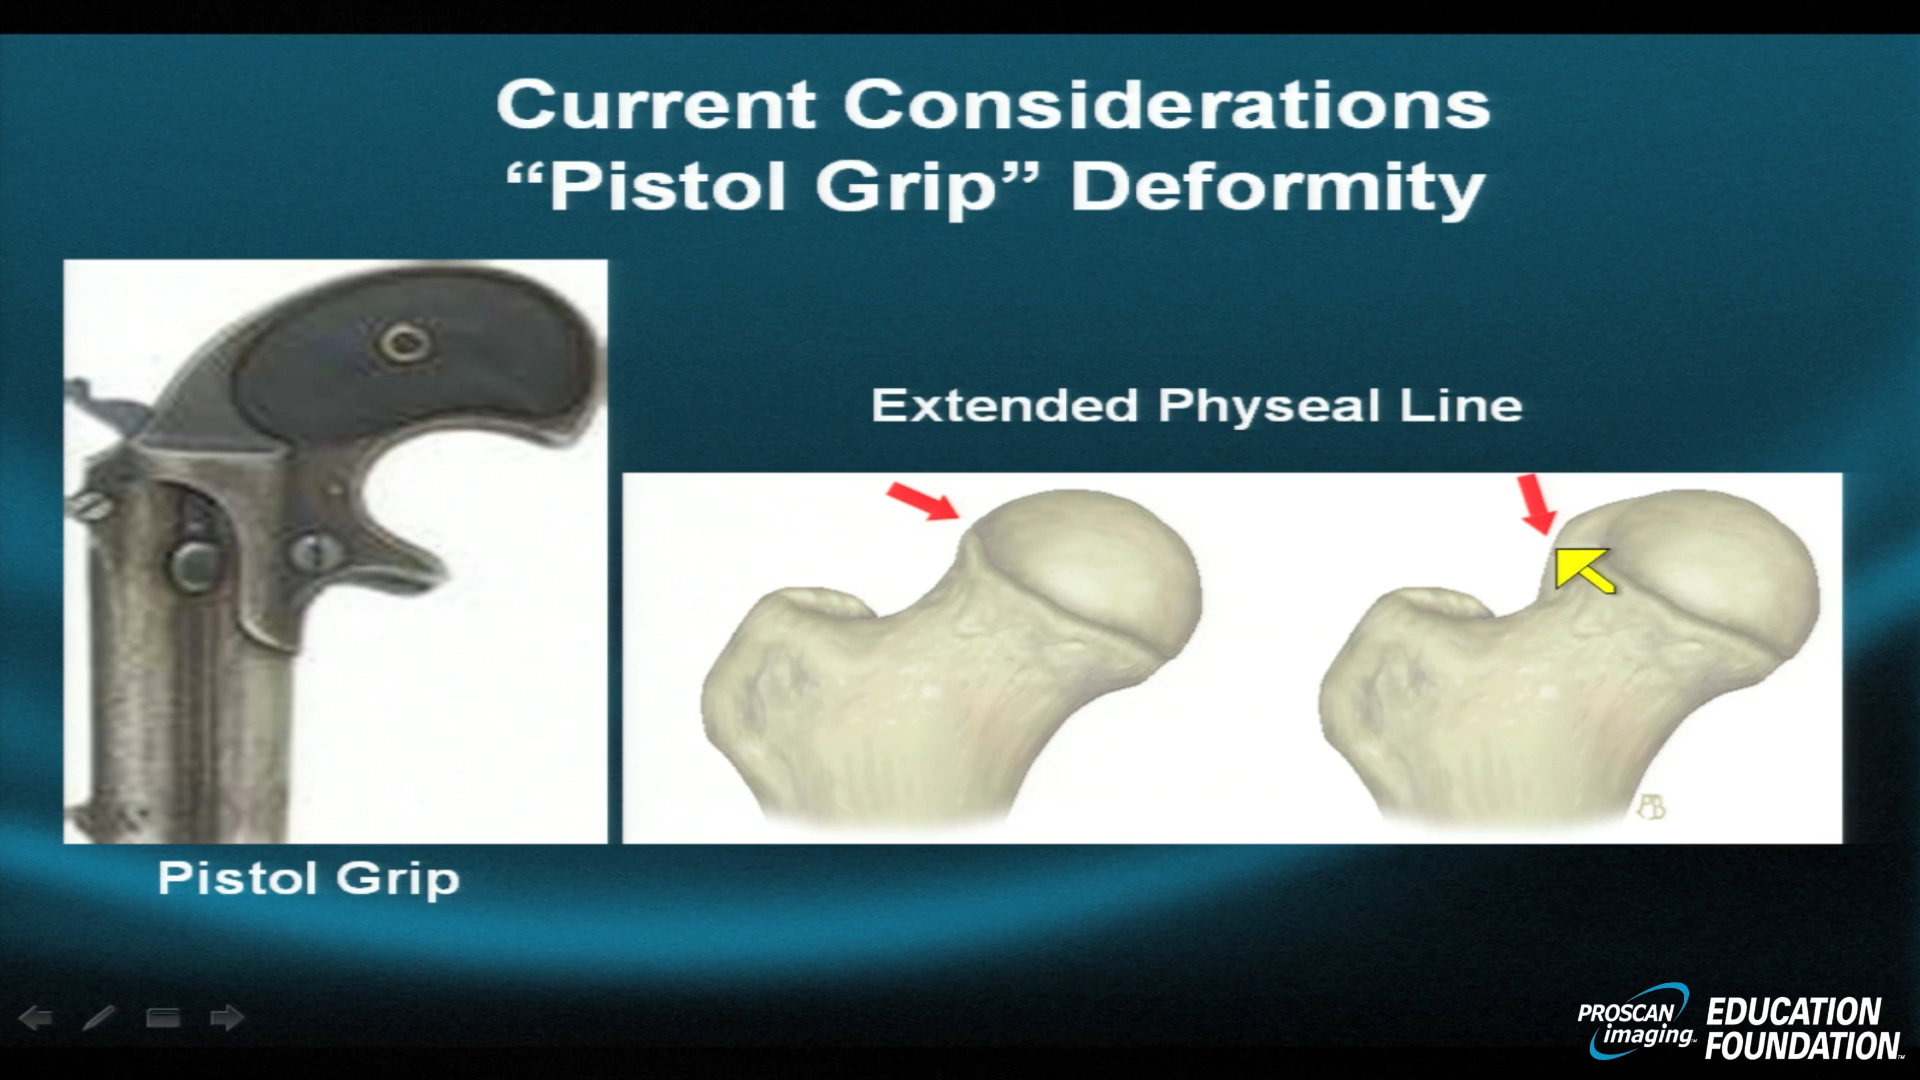 Current Considerations
“Pistol Grip” Deformity
Extended Physeal Line
Pistol Grip
PROSCAN
imaging
EDUCATION
FOUNDATION